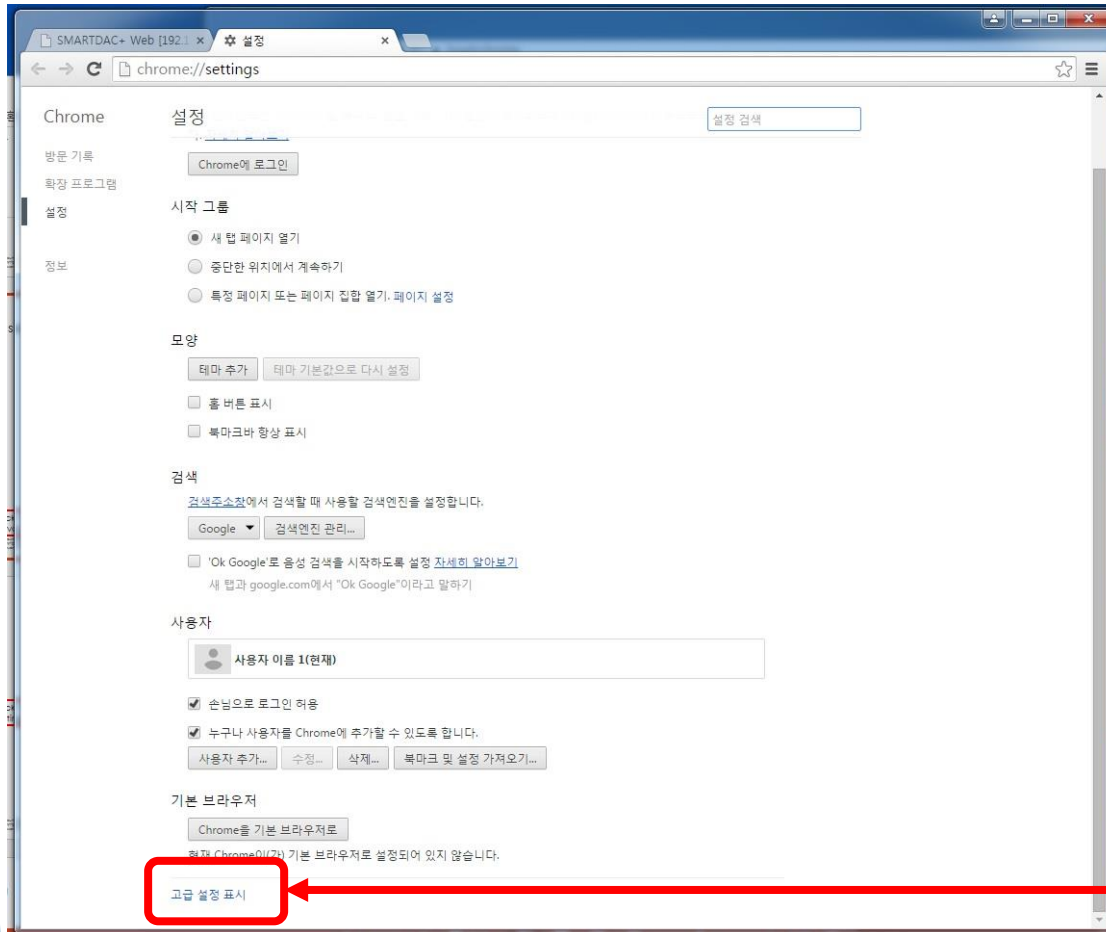 SMARTDAC+ Web [192.1
설정
chrome://settings
Chrome
설정
설정 검색
방문 기록
Chrome에 로그인
확장 프로그램
설정
시작 그룹
새 탭 페이지 열기
정보
중단한 위치에서 계속하기
특정 페이지 또는 페이지 집합 열기. 페이지 설정
모양
테마 추가 테마 기본값으로 다시 설정
홈 버튼 표시
북마크바 항상 표시
검색
검색주소창에서 검색할 때 사용할 검색엔진을 설정합니다.
Google 검색엔진 관리...
'Ok Google'로 음성 검색을 시작하도록 설정 자세히 알아보기
새 탭과 google.com에서 "Ok Google"이라고 말하기
사용자
사용자 이름 1(현재)
손님으로 로그인 허용
누구나 사용자를 Chrome에 추가할 수 있도록 합니다.
사용자 추가... 수정... 삭제... 북마크 및 설정 가져오기...
기본 브라우저
Chrome을 기본 브라우저로
현재 Chrome이(가) 기본 브라우저로 설정되어 있지 않습니다.
고급 설정 표시